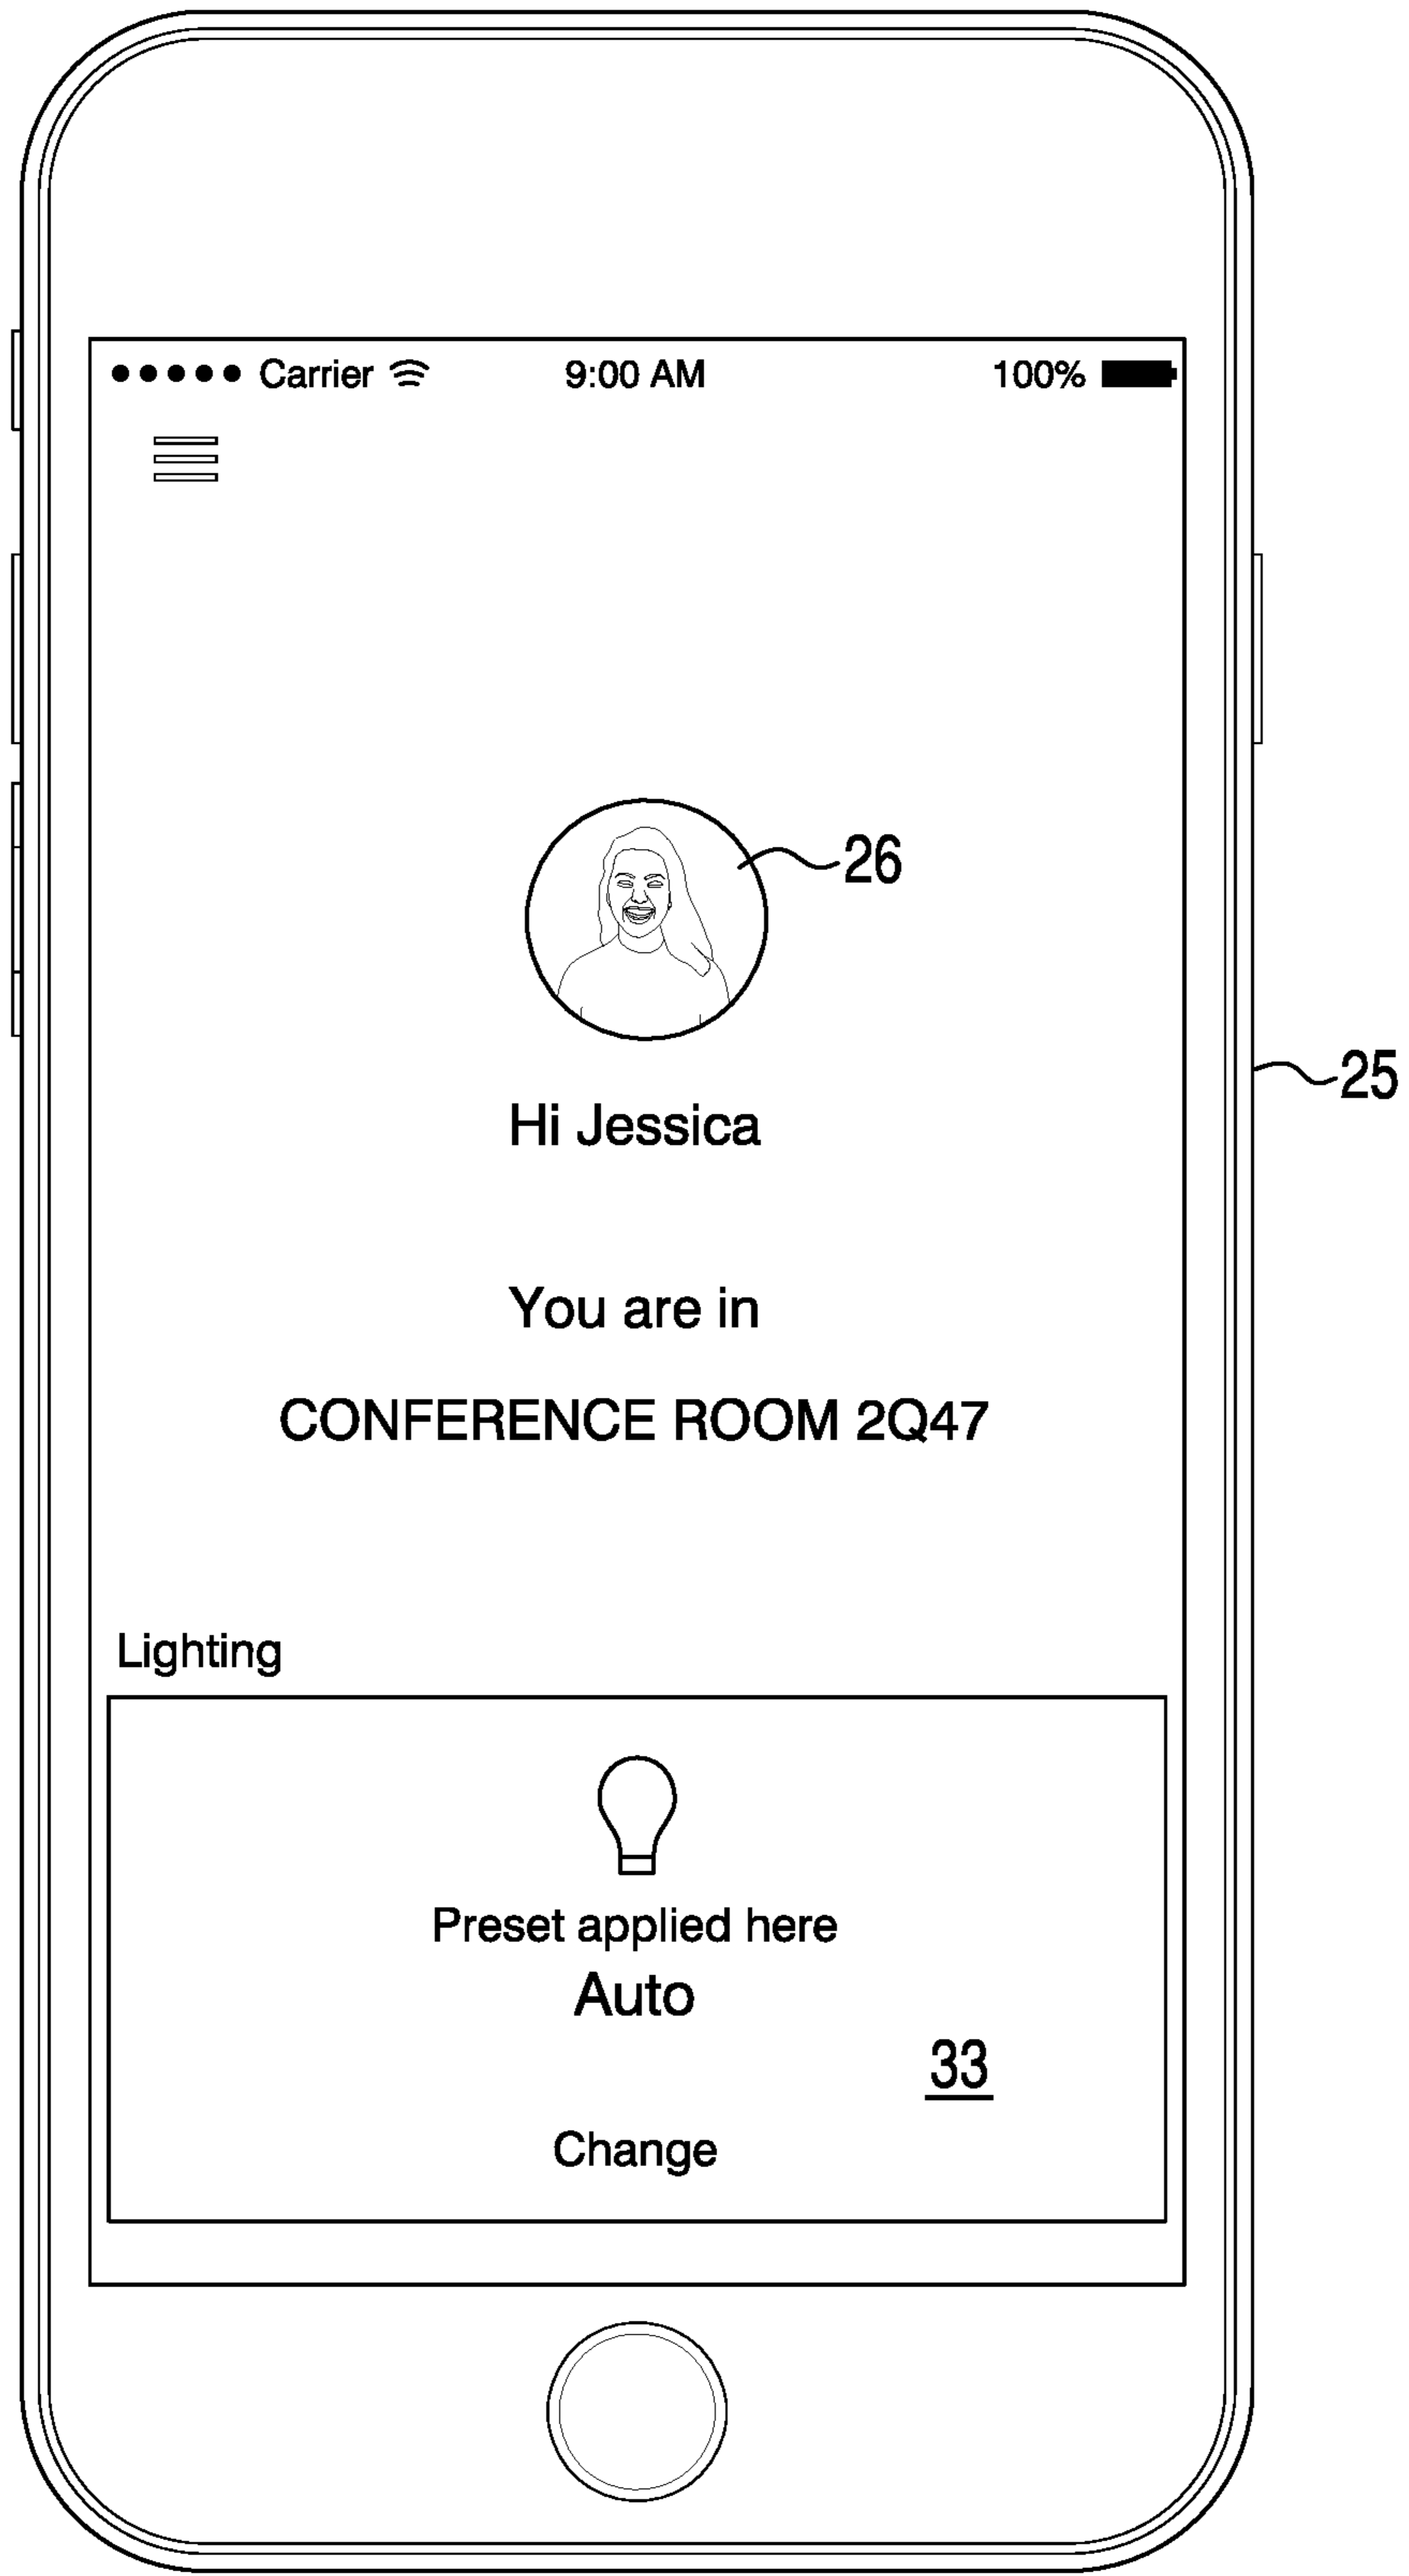 Carrier 9:00 AM 100%
26
25
Hi Jessica
You are in
CONFERENCE ROOM 2Q47
Lighting
Preset applied here
Auto
33
Change